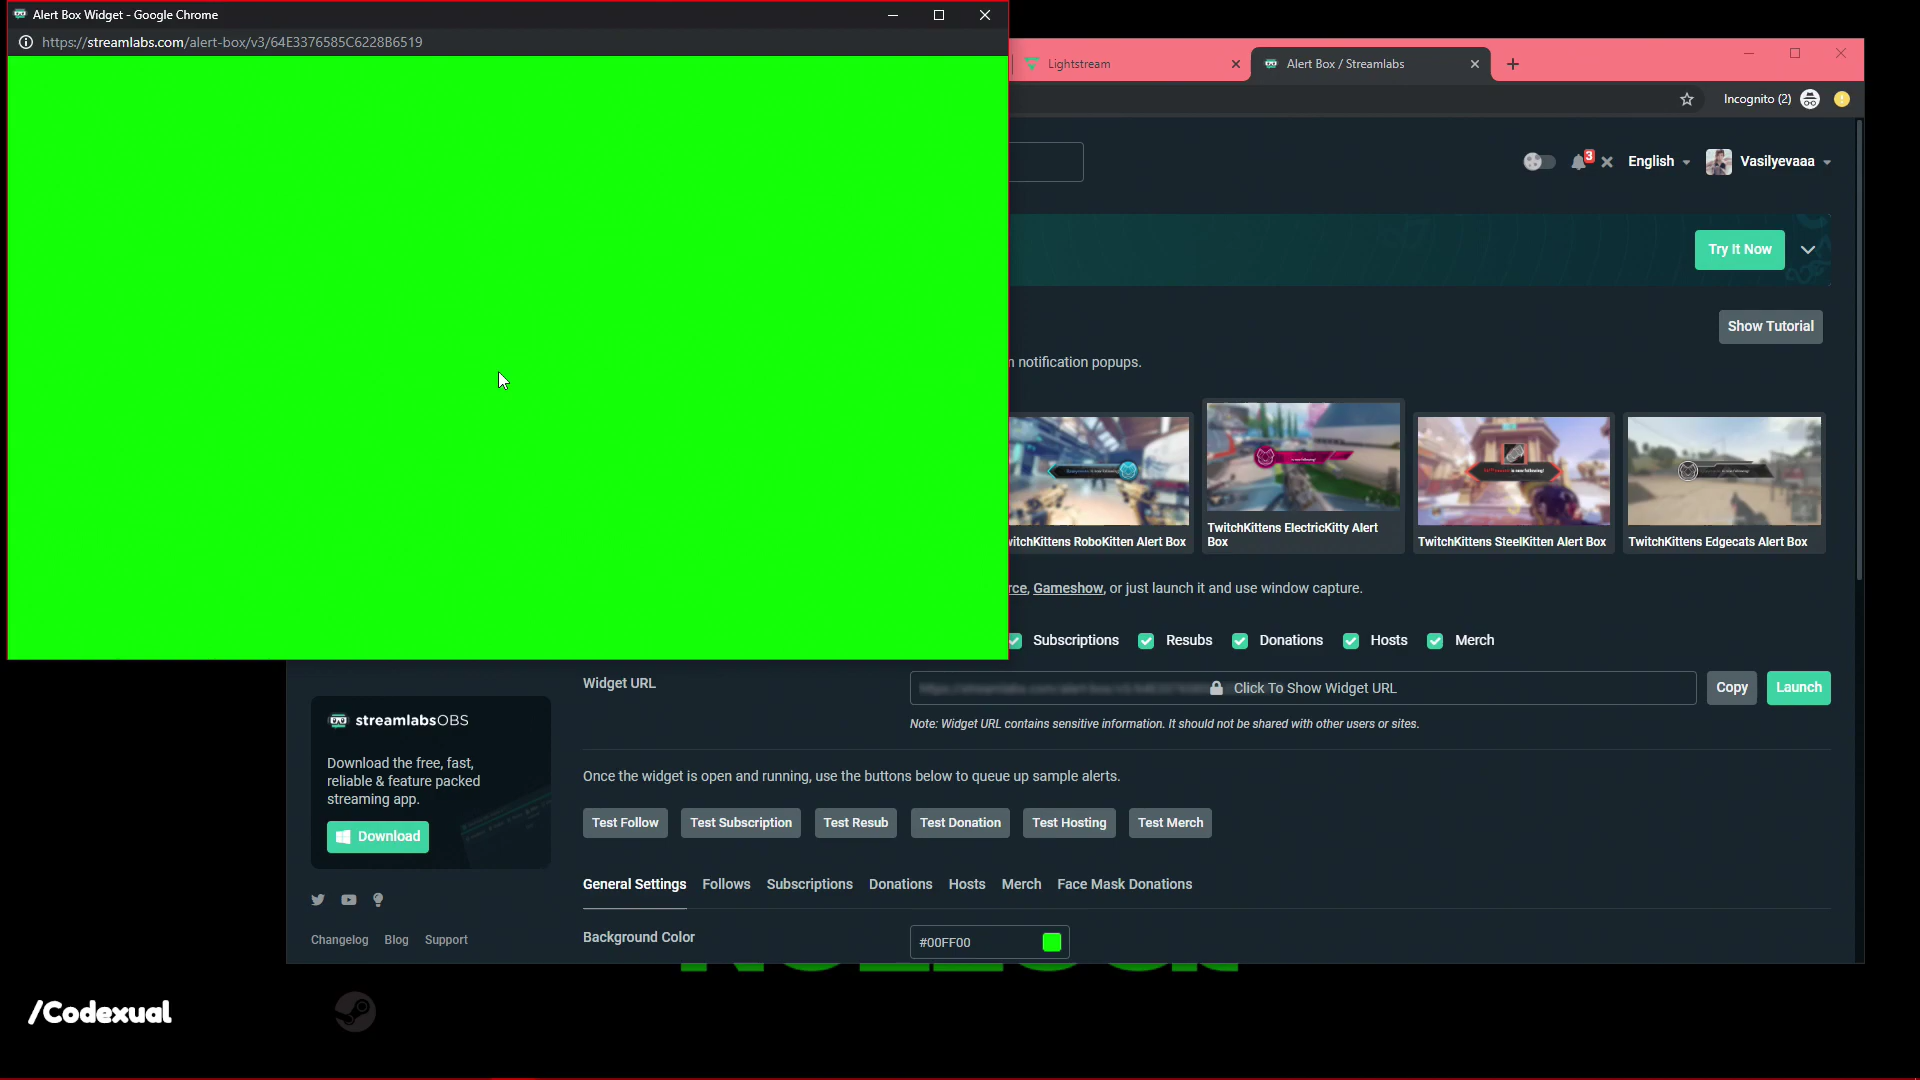 Alert Box Widget - Google Chrome
https://streamlabs.com/alert-box/v3/64E3376585C6228B6519
Lightstream
Alert Box / Streamlabs
Incognito (2)
3
English
Vasilyevaaa
Try It Now
Show Tutorial
notification popups.
TwitchKittens ElectricKitty Alert
Box
witchKittens RoboKitten Alert Box
TwitchKittens SteelKitten Alert Box
TwitchKittens Edgecats Alert Box
rce, Gameshow, or just launch it and use window capture.
Subscriptions
Resubs
Donations
Hosts
Merch
Widget URL
Click To Show Widget URL
Copy
Launch
Note: Widget URL contains sensitive information. It should not be shared with other users or sites.
streamlabsOBS
Download the free, fast,
reliable & feature packed
streaming app.
Download
Once the widget is open and running, use the buttons below to queue up sample alerts.
Test Follow
Test Subscription
Test Resub
Test Donation
Test Hosting
Test Merch
General Settings
Follows
Subscriptions
Donations
Hosts
Merch
Face Mask Donations
Background Color
#00FF00
Changelog
Blog
Support
/Codexual